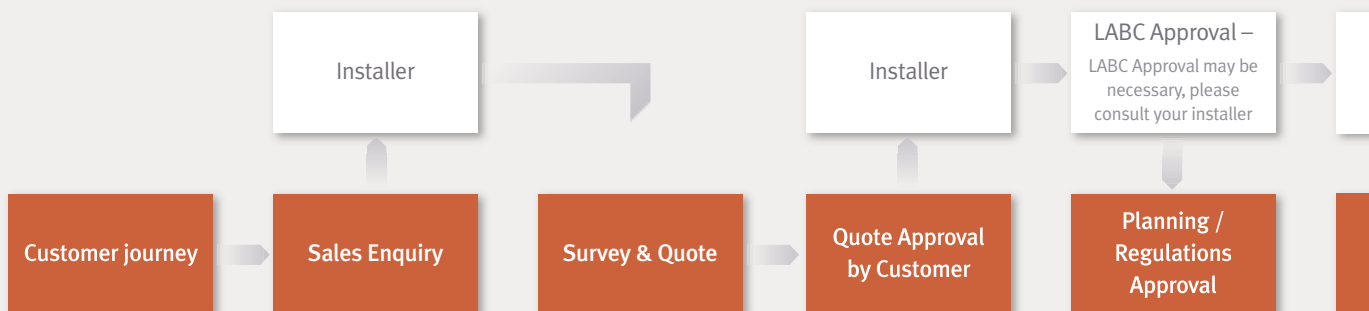 Installer
Installer
LABC Approval –
LABC Approval may be
necessary, please
consult your installer
Customer journey
Sales Enquiry
Survey & Quote
Quote Approval
by Customer
Planning /
Regulations
Approval